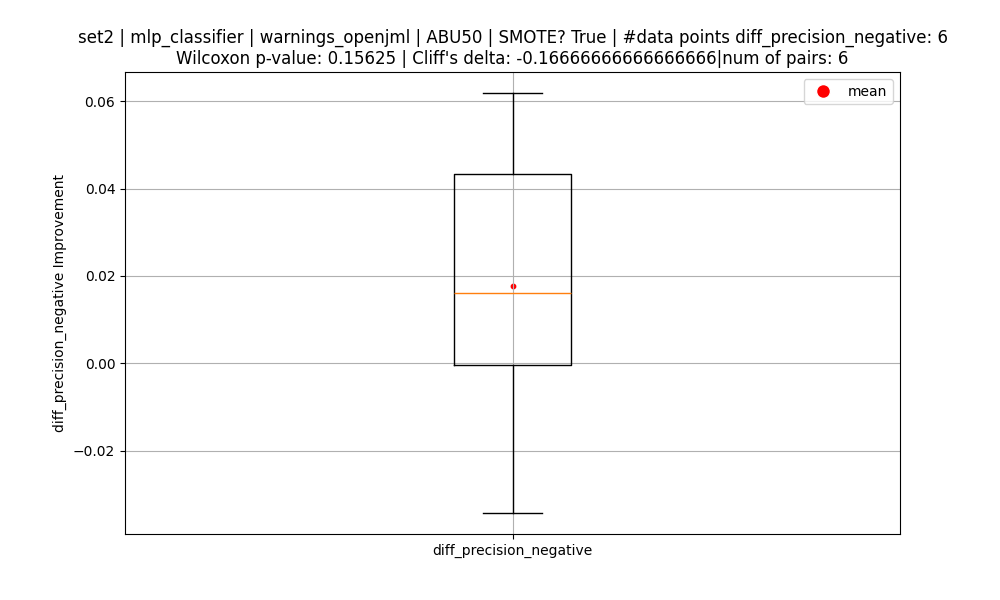 set2 | mlp_classifier | warnings_openjml | ABU50 | SMOTE? True | #data points diff_precision_negative: 6
Wilcoxon p-value: 0.15625 | Cliff's delta: -0.16666666666666666|num of pairs: 6
mean
0.06
0.04
0.02
0.00
−0.02
diff_precision_negative Improvement
diff_precision_negative